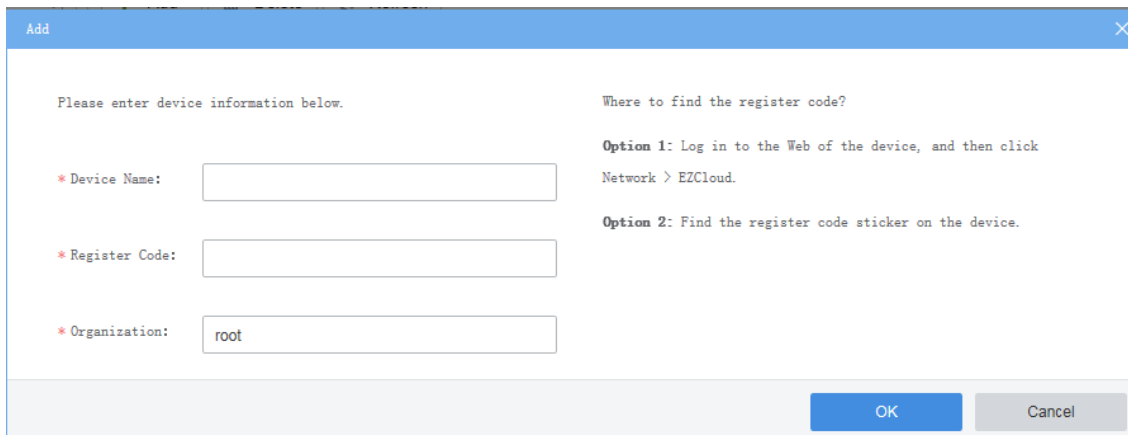 Add
Please enter device information below.
* Device Name:
* Register Code:
* Organization:
root
Where to find the register code?
Option 1: Log in to the Web of the device, and then click
Network > EZCloud.
Option 2: Find the register code sticker on the device.
OK
Cancel